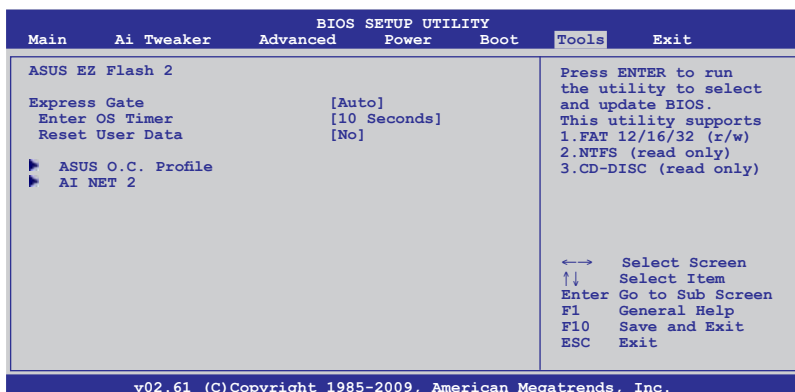 BIOS SETUP UTILITY
Main Ai Tweaker Advanced Power Boot Tools Exit
ASUS EZ Flash 2
Express Gate [Auto]
Enter OS Timer [10 Seconds]
Reset User Data [No]
ASUS O.C. Profile
AI NET 2
Press ENTER to run
the utility to select
and update BIOS.
This utility supports
1.FAT 12/16/32 (r/w)
2.NTFS (read only)
3.CD-DISC (read only)
←→ Select Screen
↑↓ Select Item
Enter Go to Sub Screen
F1 General Help
F10 Save and Exit
ESC Exit
v02.61 (C)Copyright 1985-2009, American Megatrends, Inc.